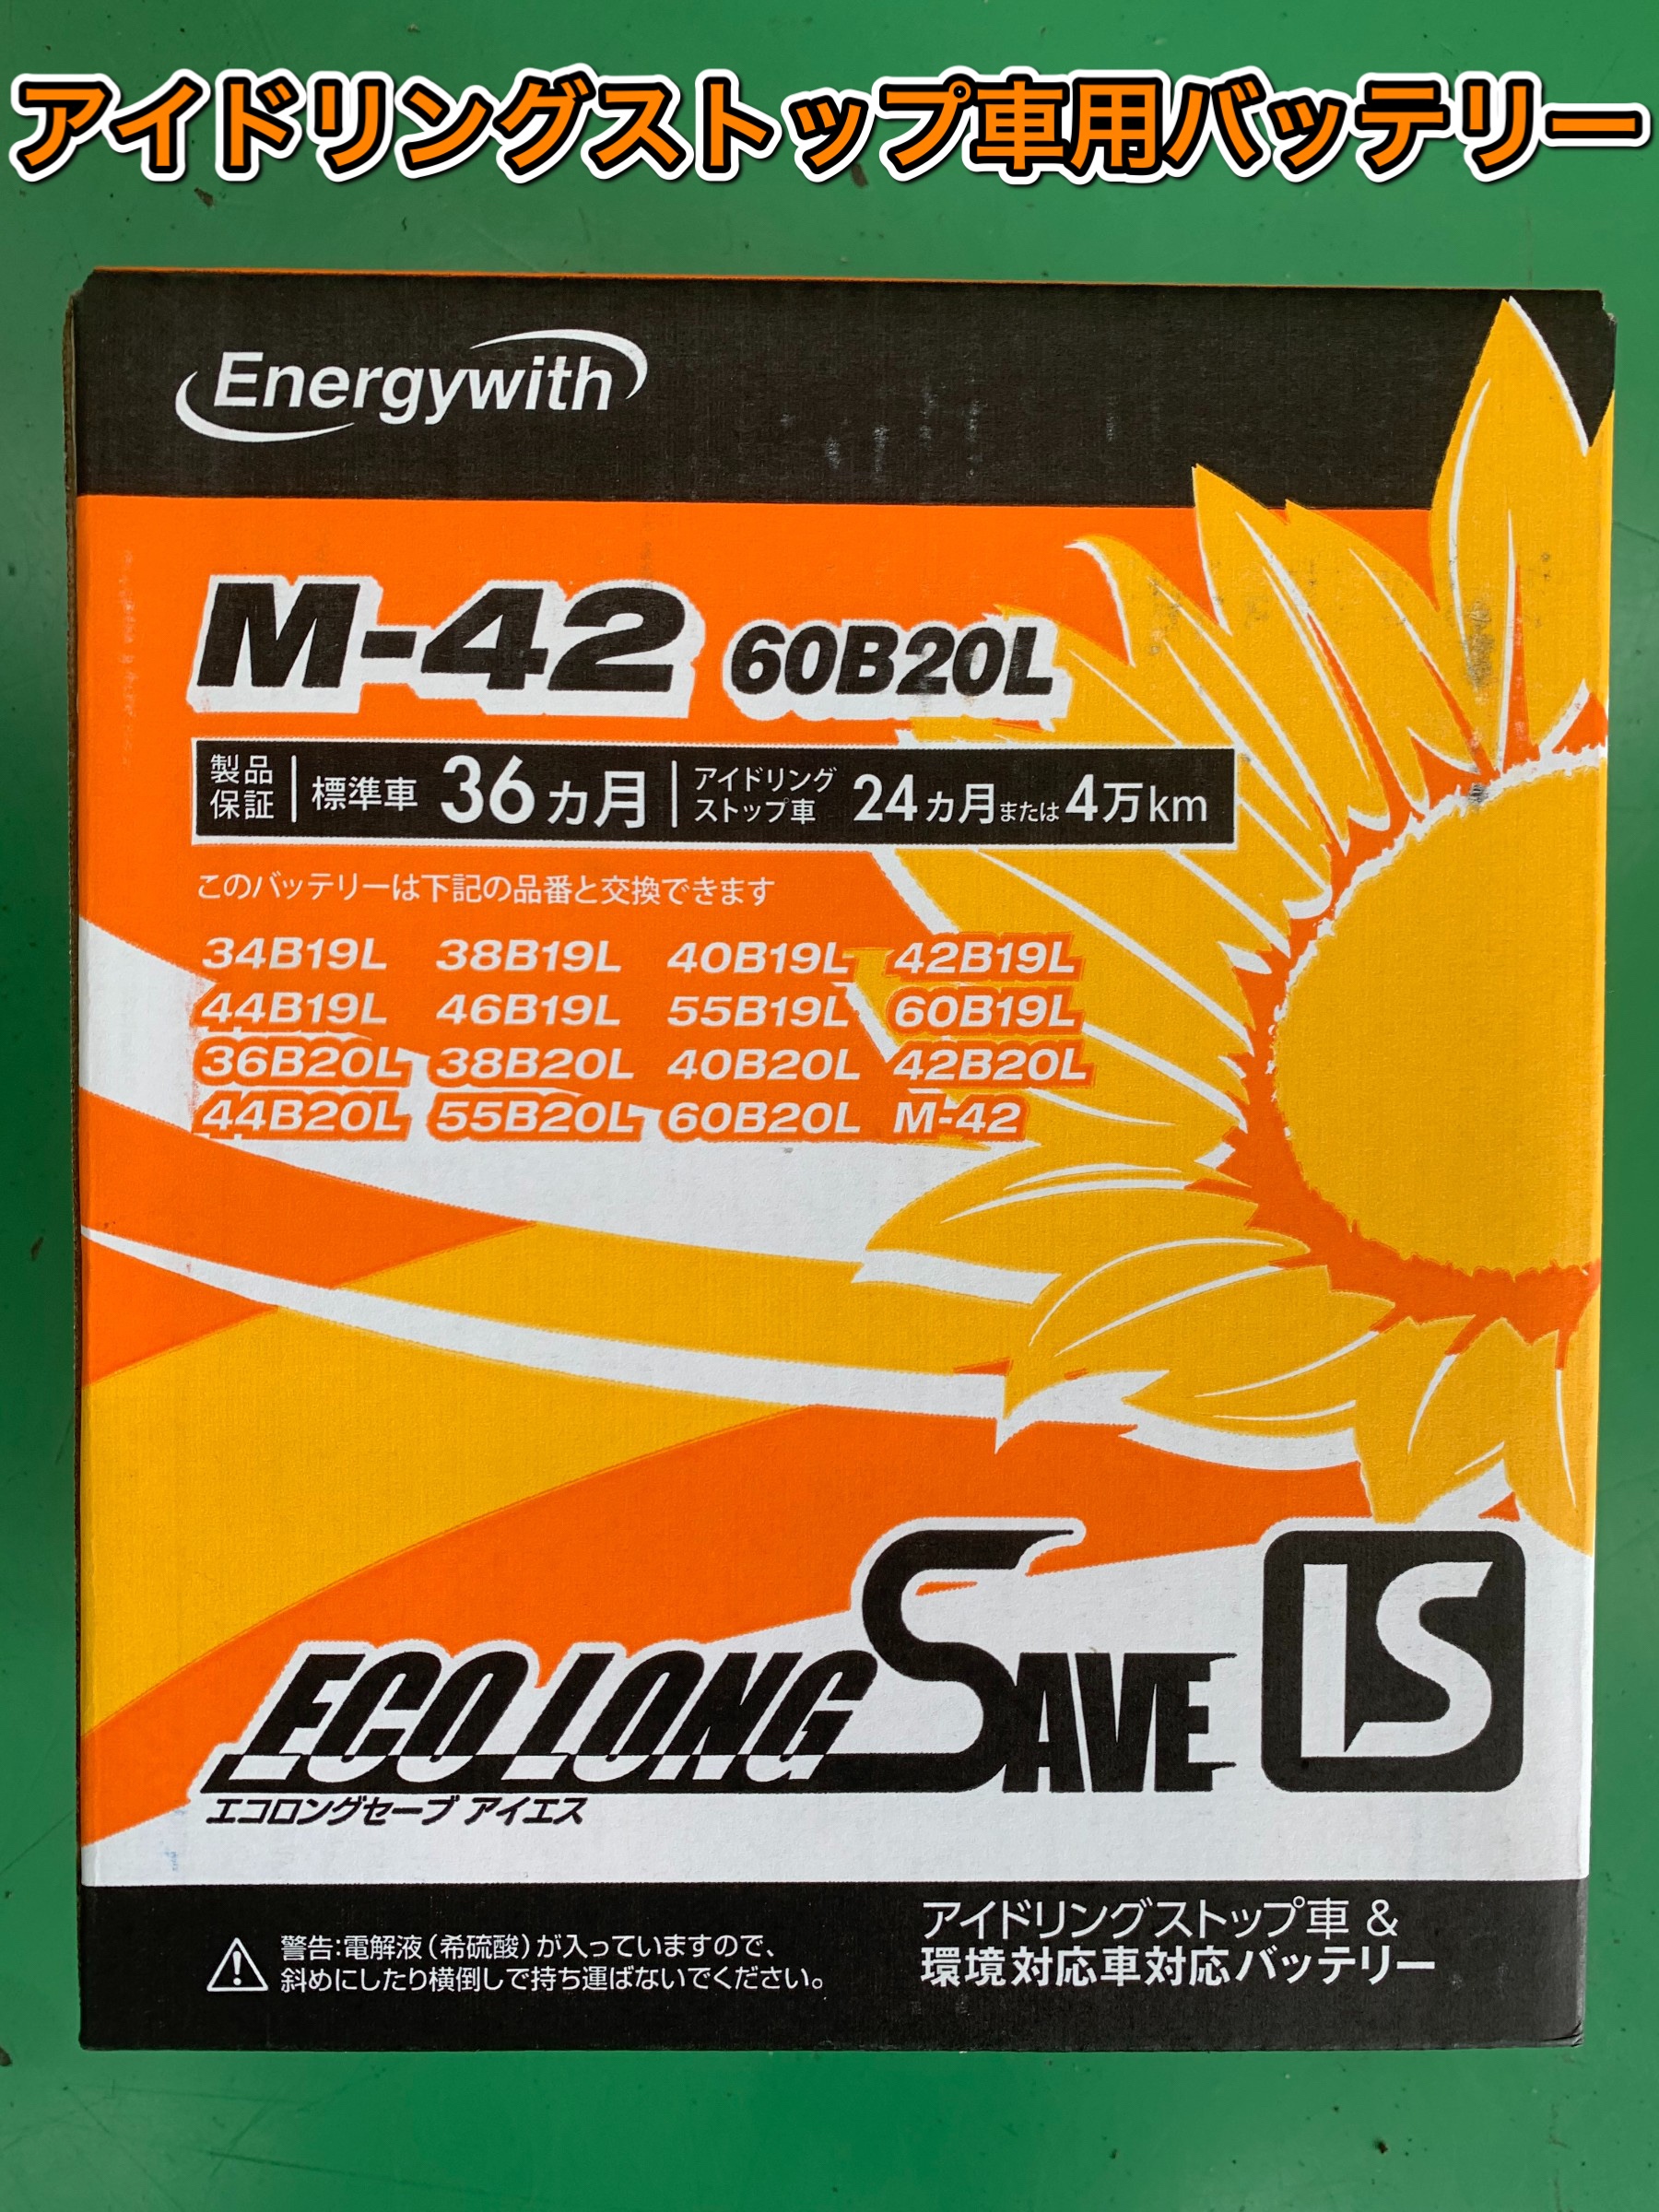 アイドリングストップ車用バッテリー
Energywith
M-42 60B20L
製品保証 標準車 36ヵ月 アイドリングストップ車 24ヵ月または4万km
このバッテリーは下記の品番と交換できます
34B19L 38B19L 40B19L 42B19L
44B19L 46B19L 55B19L 60B19L
36B20L 38B20L 40B20L 42B20L
44B20L 55B20L 60B20L M-42
ECO LONG SAVE IS
エコロングセーブ アイエス
警告:電解液(希硫酸)が入っていますので、
斜めにしたり横倒しで持ち運ばないでください。
アイドリングストップ車 &
環境対応車対応バッテリー